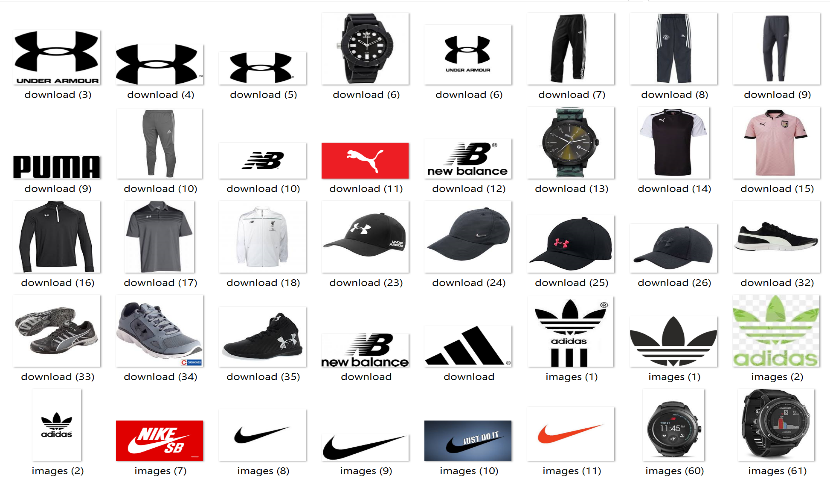 UNDER ARMOUR
UNDER ARMOUR
download (3)
download (4)
download (5)
download (6)
download (6)
download (7)
download (8)
download (9)
PUMA
NB
new balance
download (9)
download (10)
download (10)
download (11)
download (12)
download (13)
download (14)
download (15)
download (16)
download (17)
download (18)
download (23)
download (24)
download (25)
download (26)
download (32)
new balance
adidas
adidas
download (33)
download (34)
download (35)
download
download
images (1)
images (1)
images (2)
adidas
NIKE
SB
JUST DO IT
11:45
images (2)
images (7)
images (8)
images (9)
images (10)
images (11)
images (60)
images (61)